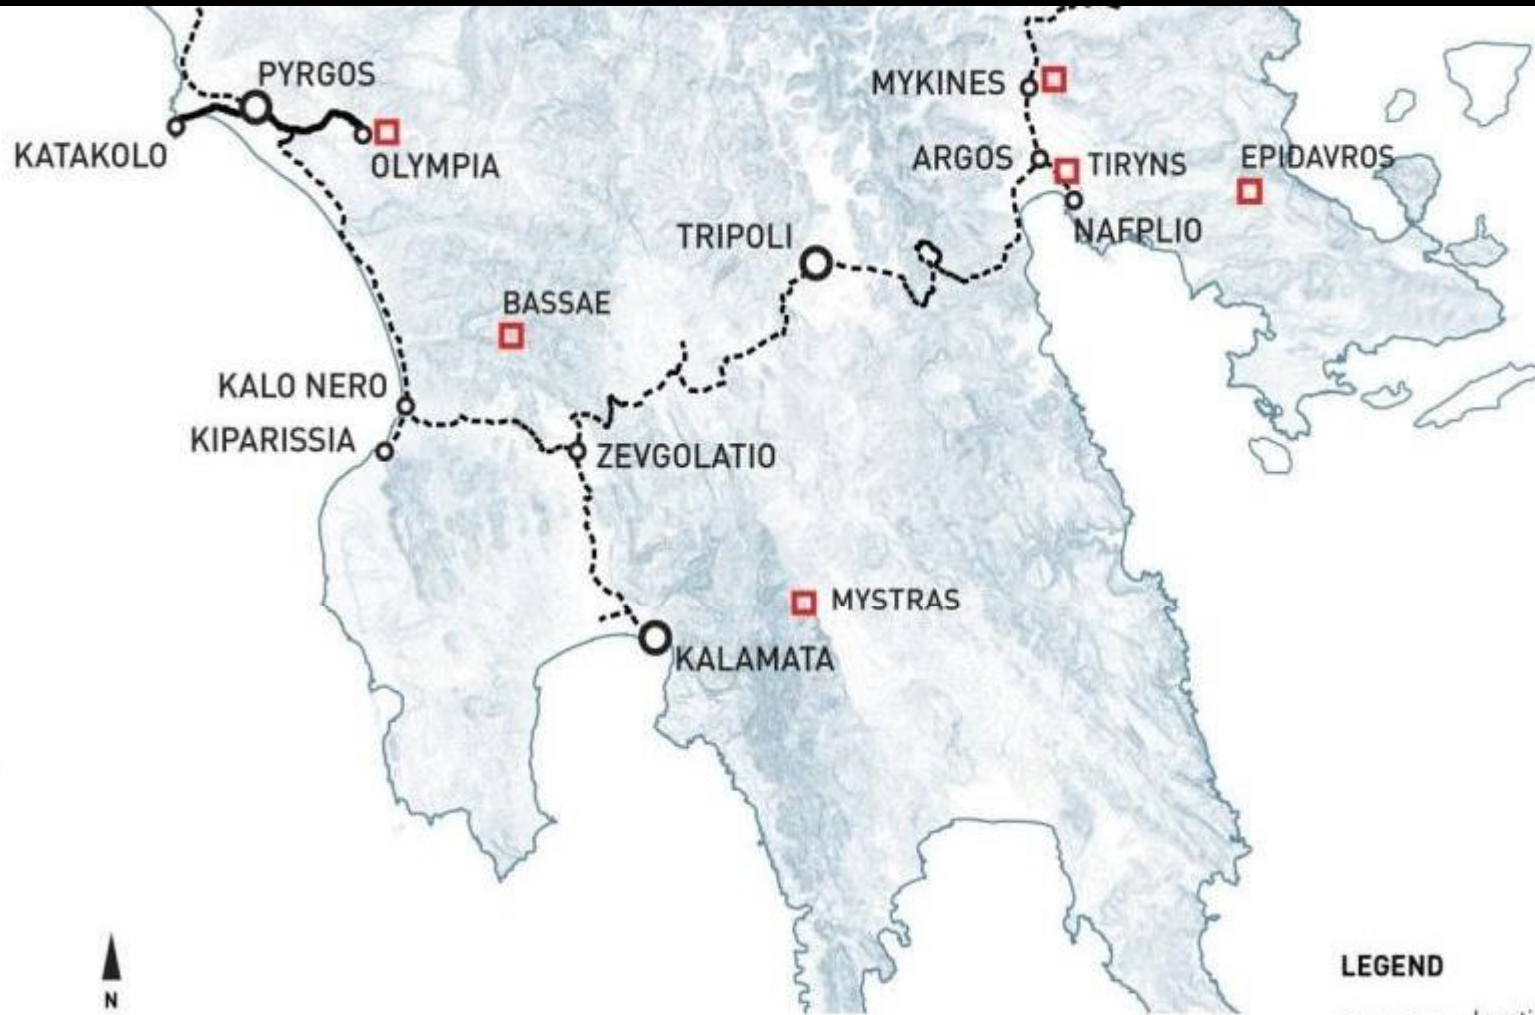 PYRGOS
MYKINES
KATAKOLO
OLYMPIA
ARGOS
TIRYNS
EPIDAVROS
NAFPLIO
TRIPOLI
BASSAE
KALO NERO
KIPARISSIA
ZEVGOLATIO
MYSTRAS
KALAMATA
LEGEND
N